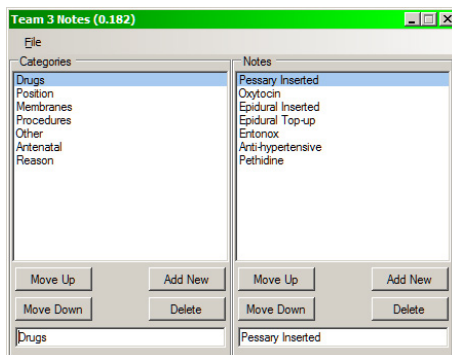 Team 3 Notes (0.182)
File
Categories
Drugs
Position
Membranes
Procedures
Other
Antenatal
Reason
Move Up
Add New
Move Down
Delete
Drugs
Notes
Pessary Inserted
Oxytocin
Epidural Inserted
Epidural Top-up
Entonox
Anti-hypertensive
Pethidine
Move Up
Add New
Move Down
Delete
Pessary Inserted